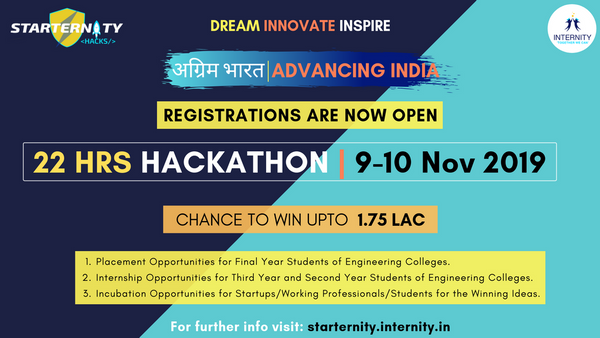 STARTERNITY
<HACKS/>
DREAM INNOVATE INSPIRE
INTERNITY
TOGETHER WE CAN
अग्रिम भारत|ADVANCING INDIA
REGISTRATIONS ARE NOW OPEN
22 HRS HACKATHON | 9-10 Nov 2019
CHANCE TO WIN UPTO 1.75 LAC
1. Placement Opportunities for Final Year Students of Engineering Colleges.
2. Internship Opportunities for Third Year and Second Year Students of Engineering Colleges.
3. Incubation Opportunities for Startups/Working Professionals/Students for the Winning Ideas.
For further info visit: starternity.internity.in